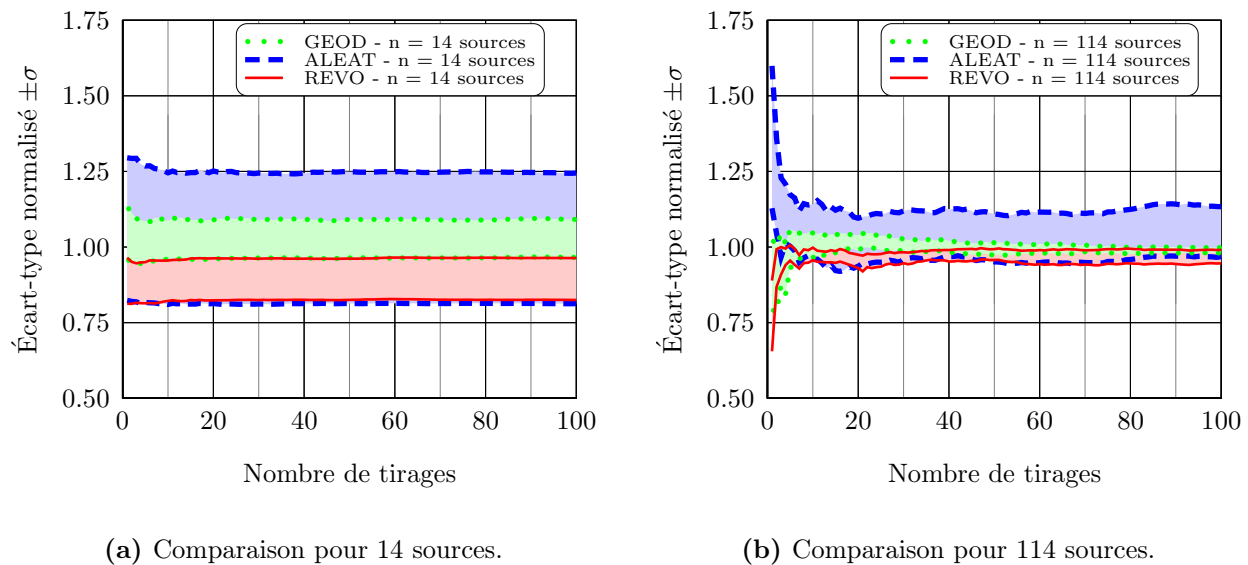 1.75
1.50
1.25
1.00
0.75
0.50
0 20 40 60 80 100
Écart-type normalisé ±σ
Nombre de tirages
GEOD - n = 14 sources
ALEAT - n = 14 sources
REVO - n = 14 sources
(a) Comparaison pour 14 sources.
1.75
1.50
1.25
1.00
0.75
0.50
0 20 40 60 80 100
Écart-type normalisé ±σ
Nombre de tirages
GEOD - n = 114 sources
ALEAT - n = 114 sources
REVO - n = 114 sources
(b) Comparaison pour 114 sources.